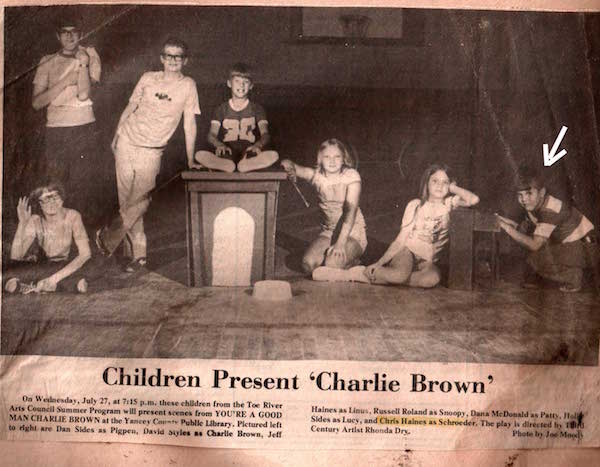 36
Children Present 'Charlie Brown'
On Wednesday, July 27, at 7:15 p.m. these children from the Toe River
Arts Council Summer Program will present scenes from YOU'RE A GOOD
MAN CHARLIE BROWN at the Yancey County Public Library. Pictured left
to right are Dan Sides as Pigpen, David Styles as Charlie Brown, Jeff
Haines as Linus, Russell Roland as Snoopy, Dana McDonald as Patty, Holly
Sides as Lucy, and Chris Haines as Schroeder. The play is directed by Third
Century Artist Rhonda Dry.
Photo by Joe Moody